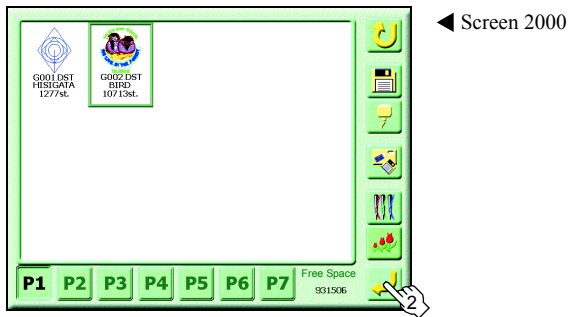 ◀ Screen 2000
G001.DST
HISIGATA
1277st.
G002.DST
BIRD
10713st.
P1 P2 P3 P4 P5 P6 P7
Free Space
931506
2